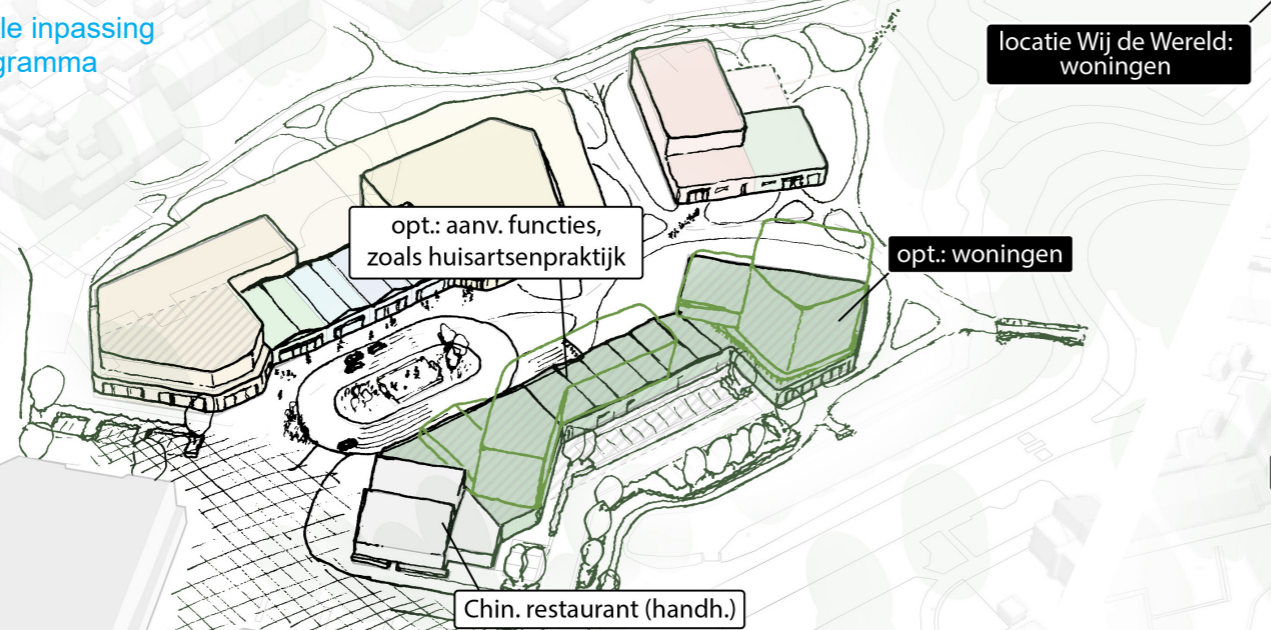 le inpassing
gramma
locatie Wij de Wereld:
woningen
opt.: aanv. functies,
zoals huisartsenpraktijk
opt.: woningen
Chin. restaurant (handh.)